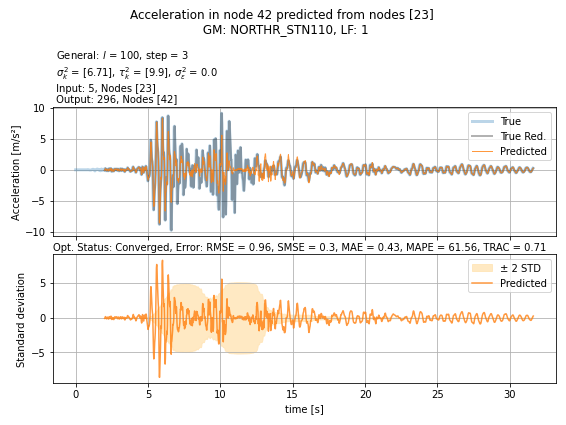 Acceleration in node 42 predicted from nodes [23]
GM: NORTHR_STN110, LF: 1
General: l = 100, step = 3
σ²ₖ = [6.71], τ²ₖ = [9.9], σ²ε = 0.0
Input: 5, Nodes [23]
Output: 296, Nodes [42]
Acceleration [m/s²]
10
5
0
−5
−10
True
True Red.
Predicted
Opt. Status: Converged, Error: RMSE = 0.96, SMSE = 0.3, MAE = 0.43, MAPE = 61.56, TRAC = 0.71
Standard deviation
5
0
−5
± 2 STD
Predicted
0 5 10 15 20 25 30
time [s]